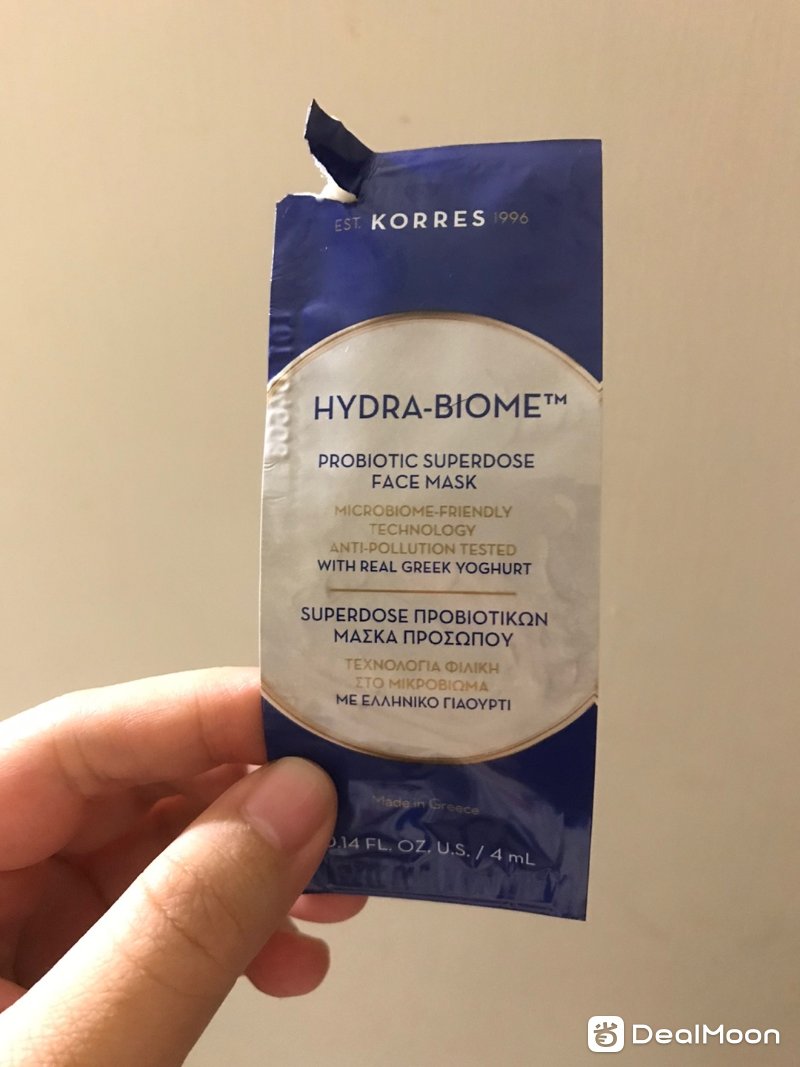 EST. KORRES 1996
HYDRA-BIOME™
PROBIOTIC SUPERDOSE
FACE MASK
MICROBIOME-FRIENDLY
TECHNOLOGY
ANTI-POLLUTION TESTED
WITH REAL GREEK YOGHURT
SUPERDOSE ΠΡΟΒΙΟΤΙΚΩΝ
ΜΑΣΚΑ ΠΡΟΣΩΠΟΥ
ΤΕΧΝΟΛΟΓΙΑ ΦΙΛΙΚΗ
ΣΤΟ ΜΙΚΡΟΒΙΩΜΑ
ΜΕ ΕΛΛΗΝΙΚΟ ΓΙΑΟΥΡΤΙ
Made in Greece
0.14 FL. OZ. U.S. / 4 mL
省 DealMoon